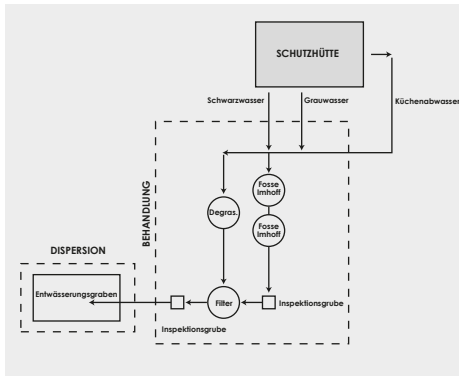 SCHUTZHÜTTE
Schwarzwasser
Grauwasser
Küchenabwasser
BEHANDLUNG
Fosse
Imhoff
Degras.
Fosse
Imhoff
DISPERSION
Entwässerungsgraben
Filter
Inspektionsgrube
Inspektionsgrube